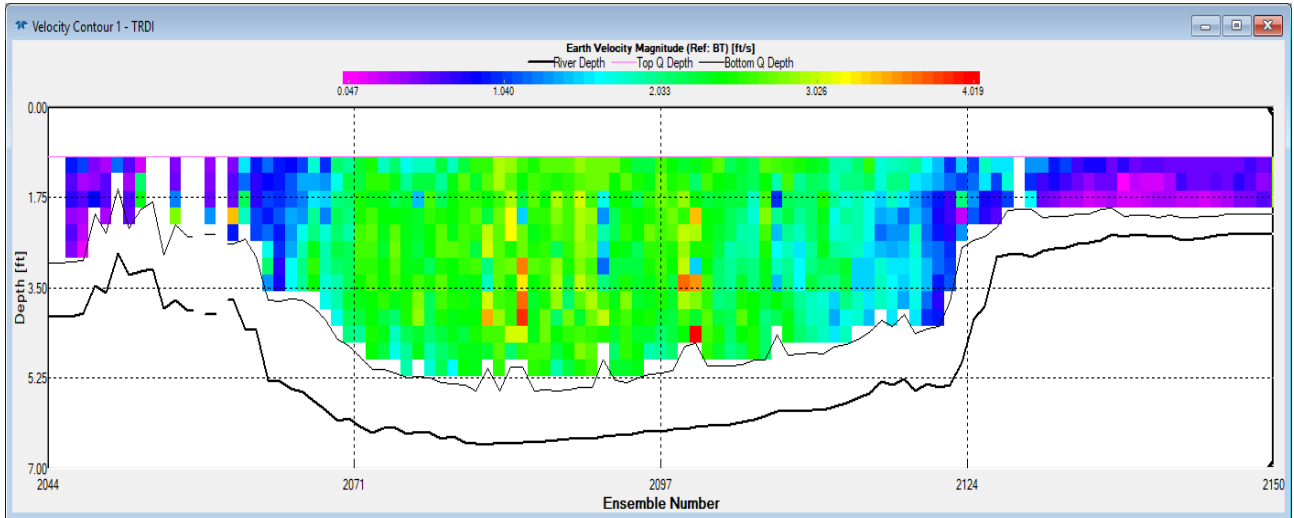 Velocity Contour 1 - TRDI
Earth Velocity Magnitude (Ref: BT) [ft/s]
River Depth Top Q Depth Bottom Q Depth
0.047 1.040 2.033 3.026 4.019
0.00
1.75
3.50
5.25
7.00
Depth [ft]
2044 2071 2097 2124 2150
Ensemble Number